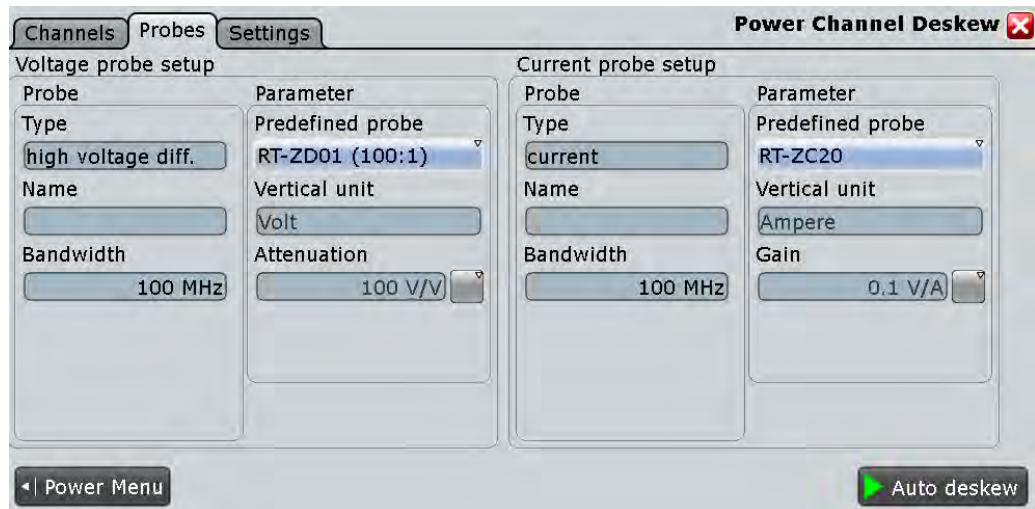 Channels
Probes
Settings
Power Channel Deskew
Voltage probe setup
Probe
Type
high voltage diff.
Name
Bandwidth
100 MHz
Parameter
Predefined probe
RT-ZD01 (100:1)
Vertical unit
Volt
Attenuation
100 V/V
Current probe setup
Probe
Type
current
Name
Bandwidth
100 MHz
Parameter
Predefined probe
RT-ZC20
Vertical unit
Ampere
Gain
0.1 V/A
Power Menu
Auto deskew